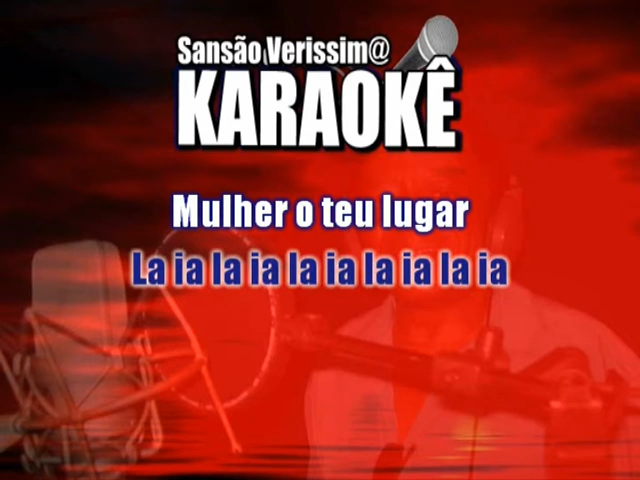 Sansão Verissim@
KARAOKÊ
Mulher o teu lugar
La ia la ia la ia la ia la ia